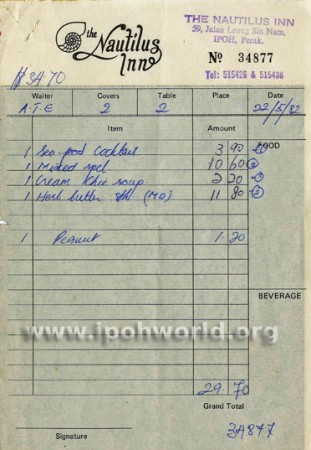 the Nautilus Inn
THE NAUTILUS INN
59, Jalan Leong Sin Nam,
IPOH, Perak.
Nº 34877
Tel: 515426 & 515436
Waiter Covers Table Place Date
A.T.E 2 2 22/5/82
Item Amount
FOOD
1 Sea-food Cocktail 3 90
1 Mixed 10 60
1 Cream soup 2 20
1 Herb butter (MD) 11 80
1 Peanut 1.20
BEVERAGE
www.ipohworld.org
29.70
Grand Total
34877
Signature